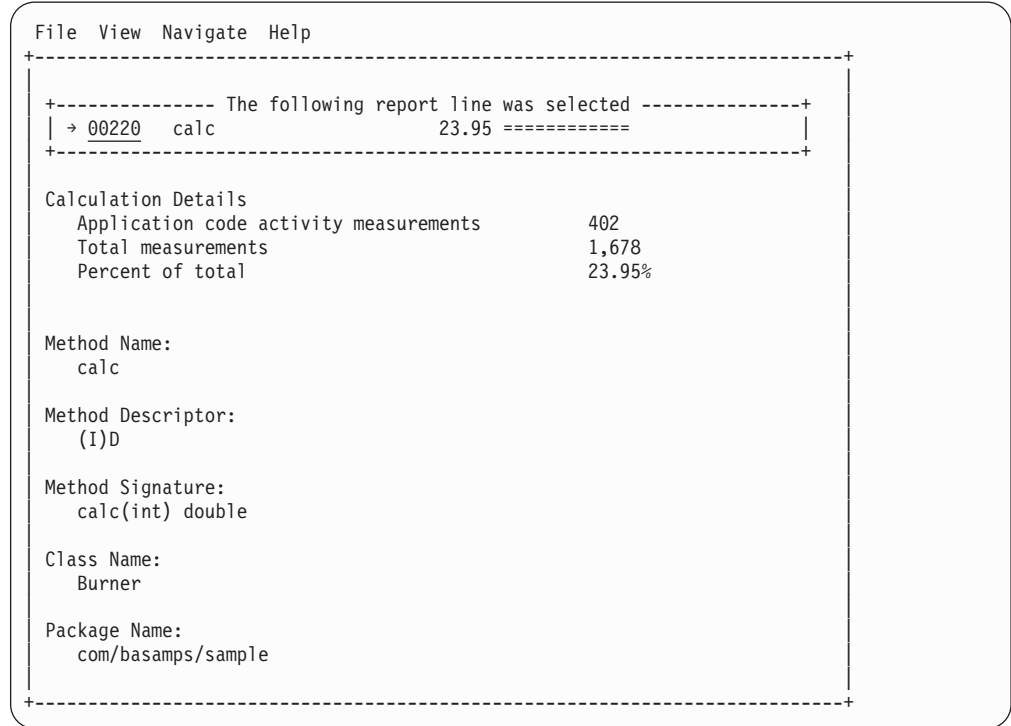 File View Navigate Help
+----------------------------------------------------------------------------+
+--------------- The following report line was selected ---------------+
| → 00220 calc 23.95 ============ |
+----------------------------------------------------------------------+
Calculation Details
Application code activity measurements 402
Total measurements 1,678
Percent of total 23.95%
Method Name:
calc
Method Descriptor:
(I)D
Method Signature:
calc(int) double
Class Name:
Burner
Package Name:
com/basamps/sample
+----------------------------------------------------------------------------+